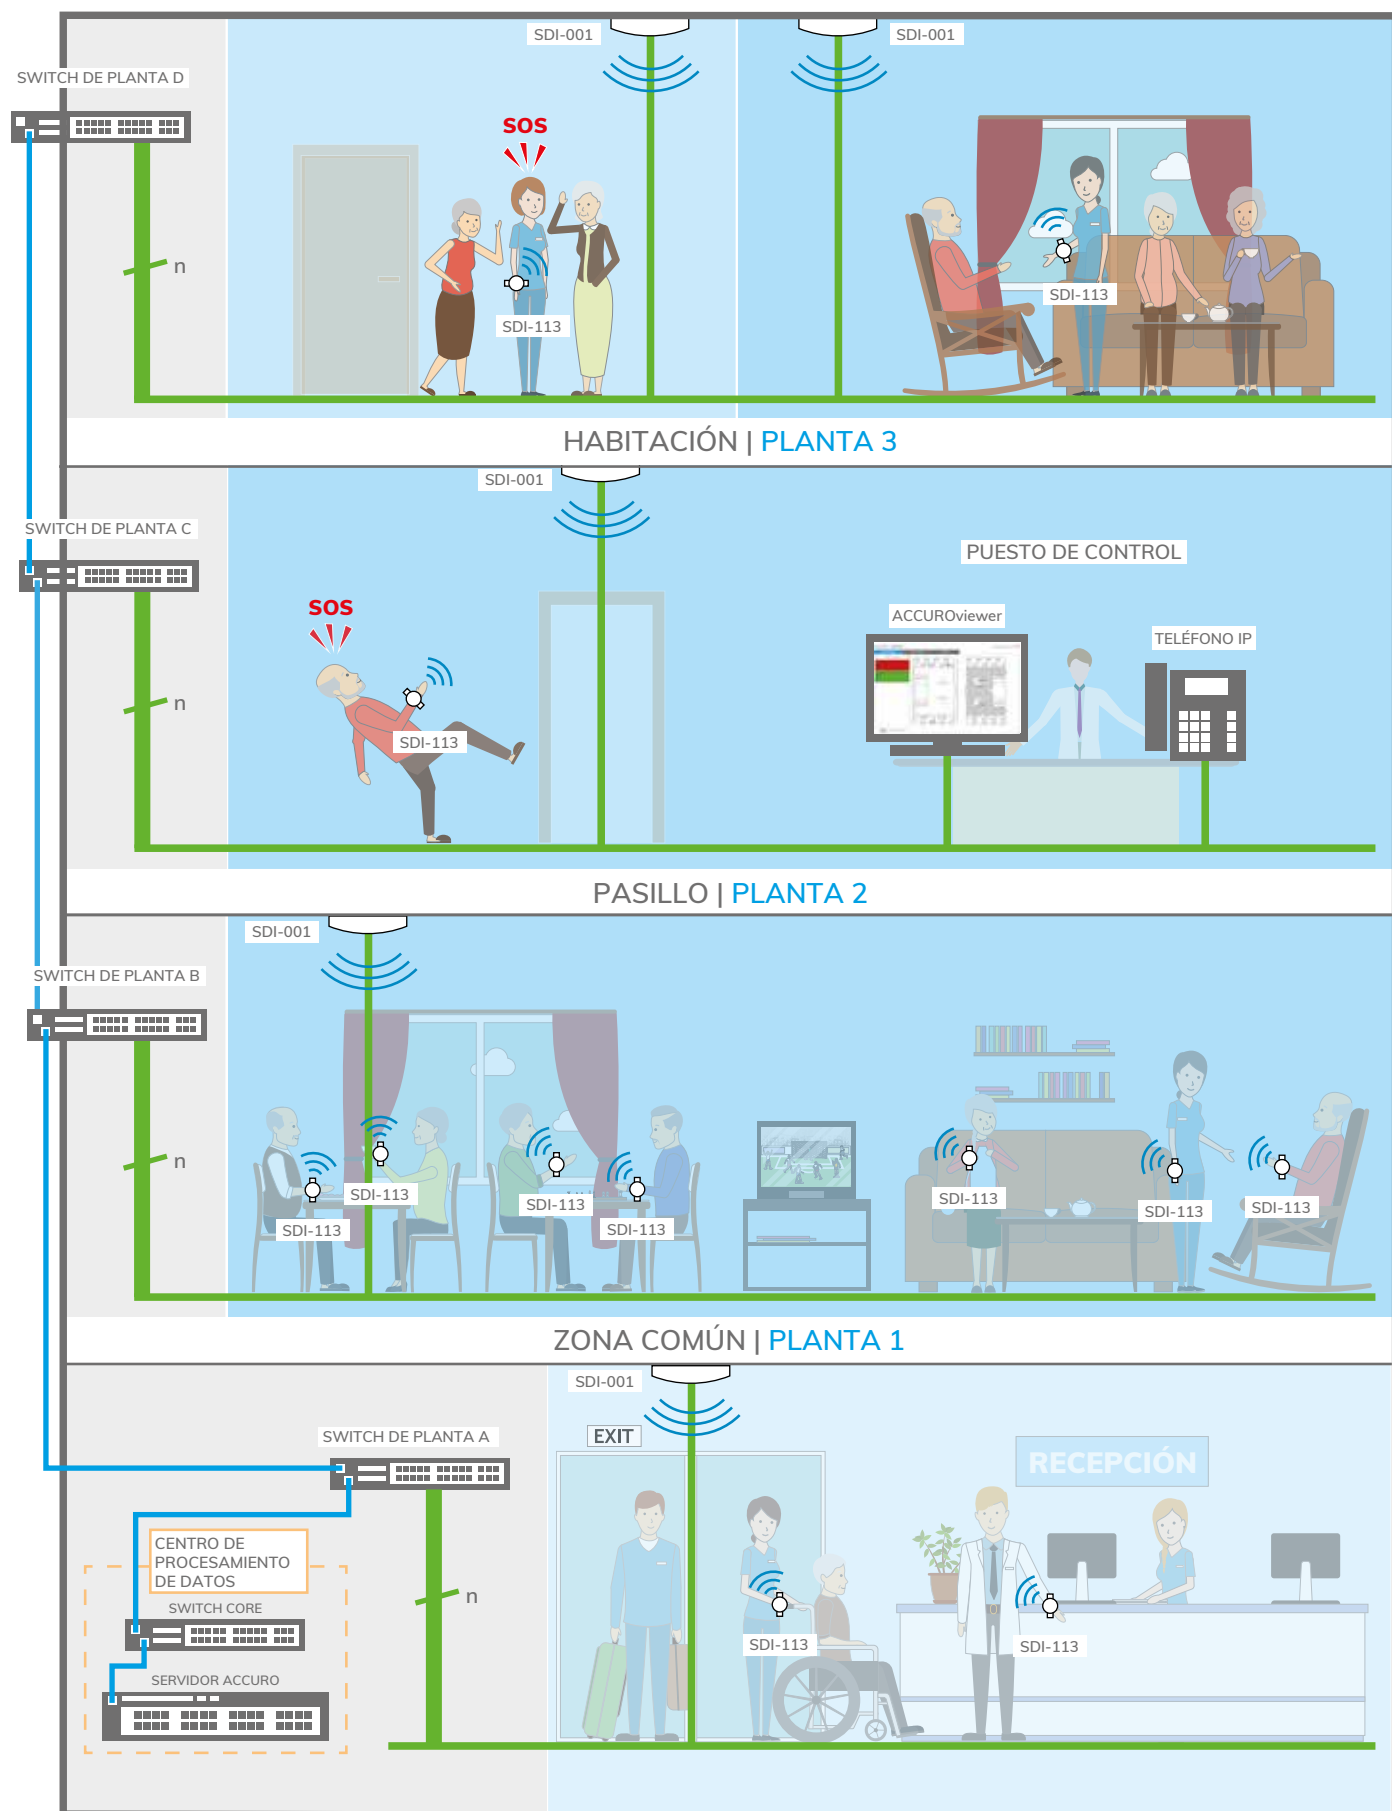 SDI-001
SDI-001
SWITCH DE PLANTA D
SOS
n
SDI-113
SDI-113
HABITACIÓN | PLANTA 3
SDI-001
SWITCH DE PLANTA C
PUESTO DE CONTROL
SOS
ACCUROviewer
TELÉFONO IP
n
SDI-113
PASILLO | PLANTA 2
SDI-001
SWITCH DE PLANTA B
n
SDI-113
SDI-113
SDI-113
SDI-113
SDI-113
SDI-113
SDI-113
ZONA COMÚN | PLANTA 1
SDI-001
SWITCH DE PLANTA A
EXIT
RECEPCIÓN
CENTRO DE
PROCESAMIENTO
DE DATOS
n
SWITCH CORE
SDI-113
SDI-113
SERVIDOR ACCURO